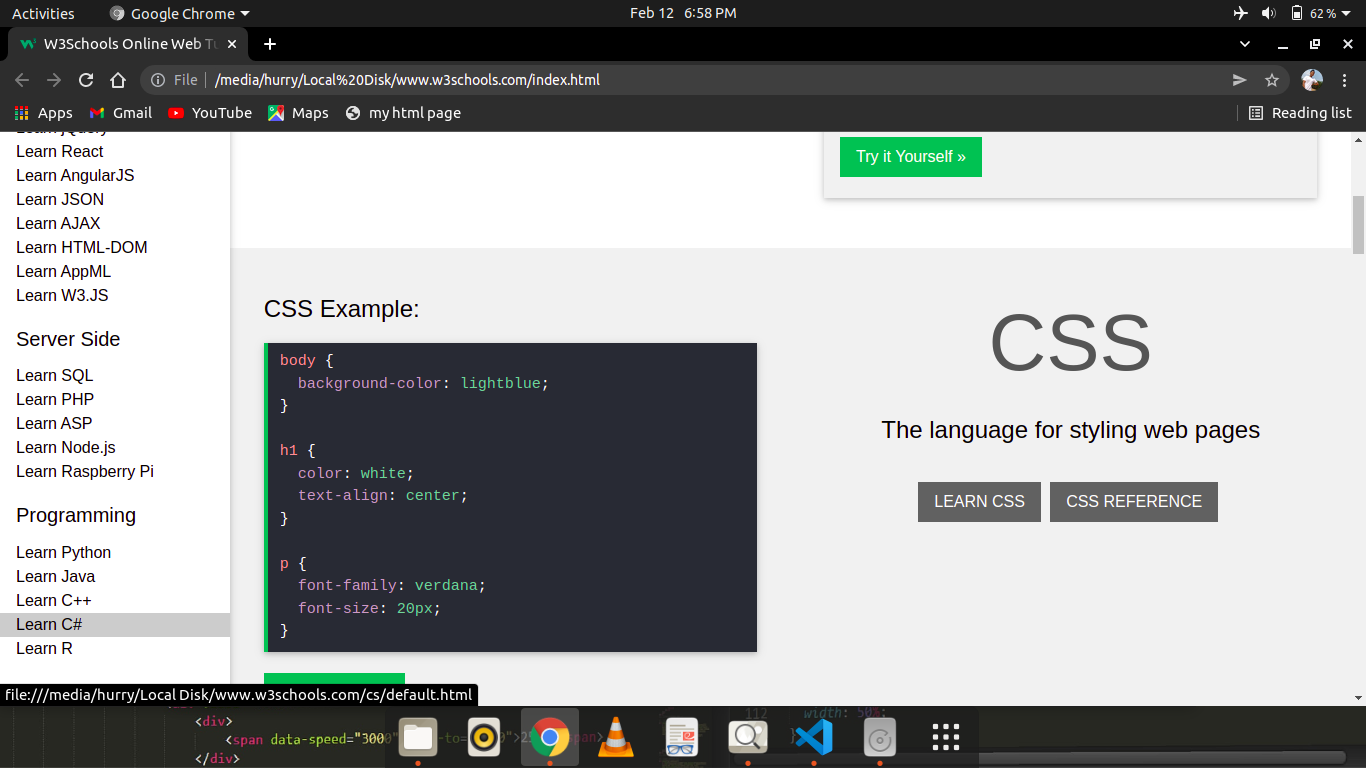 Activities
Google Chrome
Feb 12 6:58 PM
62 %
W3Schools Online Web Tu
File
/media/hurry/Local%20Disk/www.w3schools.com/index.html
Apps
Gmail
YouTube
Maps
my html page
Reading list
Learn jQuery
Learn React
Learn AngularJS
Learn JSON
Learn AJAX
Learn HTML-DOM
Learn AppML
Learn W3.JS
Server Side
Learn SQL
Learn PHP
Learn ASP
Learn Node.js
Learn Raspberry Pi
Programming
Learn Python
Learn Java
Learn C++
Learn C#
Learn R
Try it Yourself »
CSS Example:
body {
  background-color: lightblue;
}
h1 {
  color: white;
  text-align: center;
}
p {
  font-family: verdana;
  font-size: 20px;
}
CSS
The language for styling web pages
LEARN CSS
CSS REFERENCE
file:///media/hurry/Local Disk/www.w3schools.com/cs/default.html
<div>
<span data-speed="3000"
</div>
112
width: 50%;
}